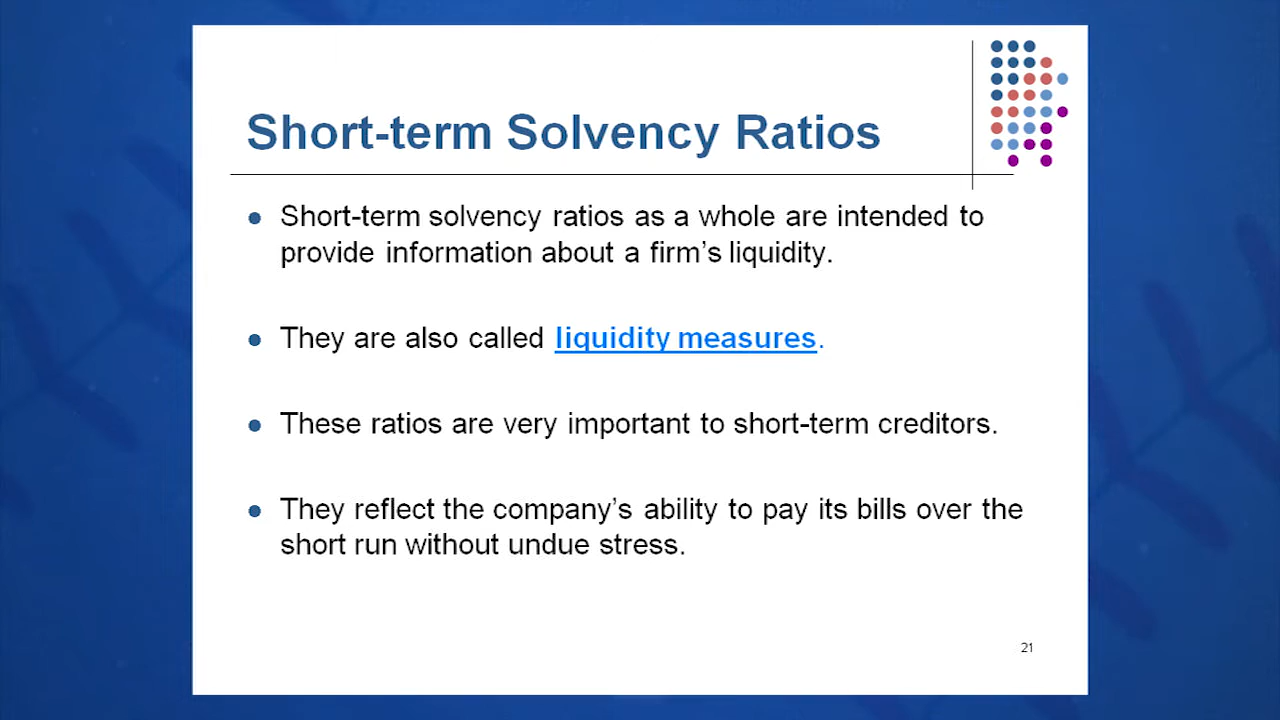 Short-term Solvency Ratios
Short-term solvency ratios as a whole are intended to
provide information about a firm's liquidity.
They are also called liquidity measures.
These ratios are very important to short-term creditors.
They reflect the company's ability to pay its bills over the
short run without undue stress.
21